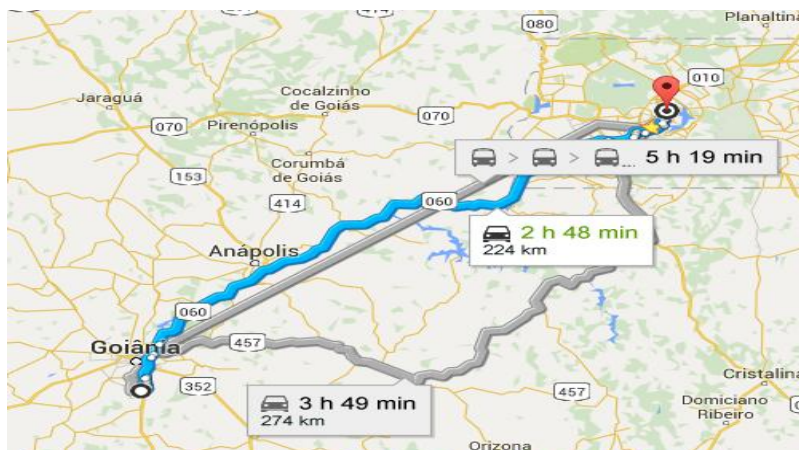 414
080
Planaltina
Jaraguá
Cocalzinho
de Goiás
010
070
070
Pirenópolis
Corumbá
de Goiás
153
5 h 19 min
414
060
2 h 48 min
224 km
Anápolis
060
Goiânia
457
352
3 h 49 min
274 km
457
Cristalina
Domiciano
Ribeiro
Orizona